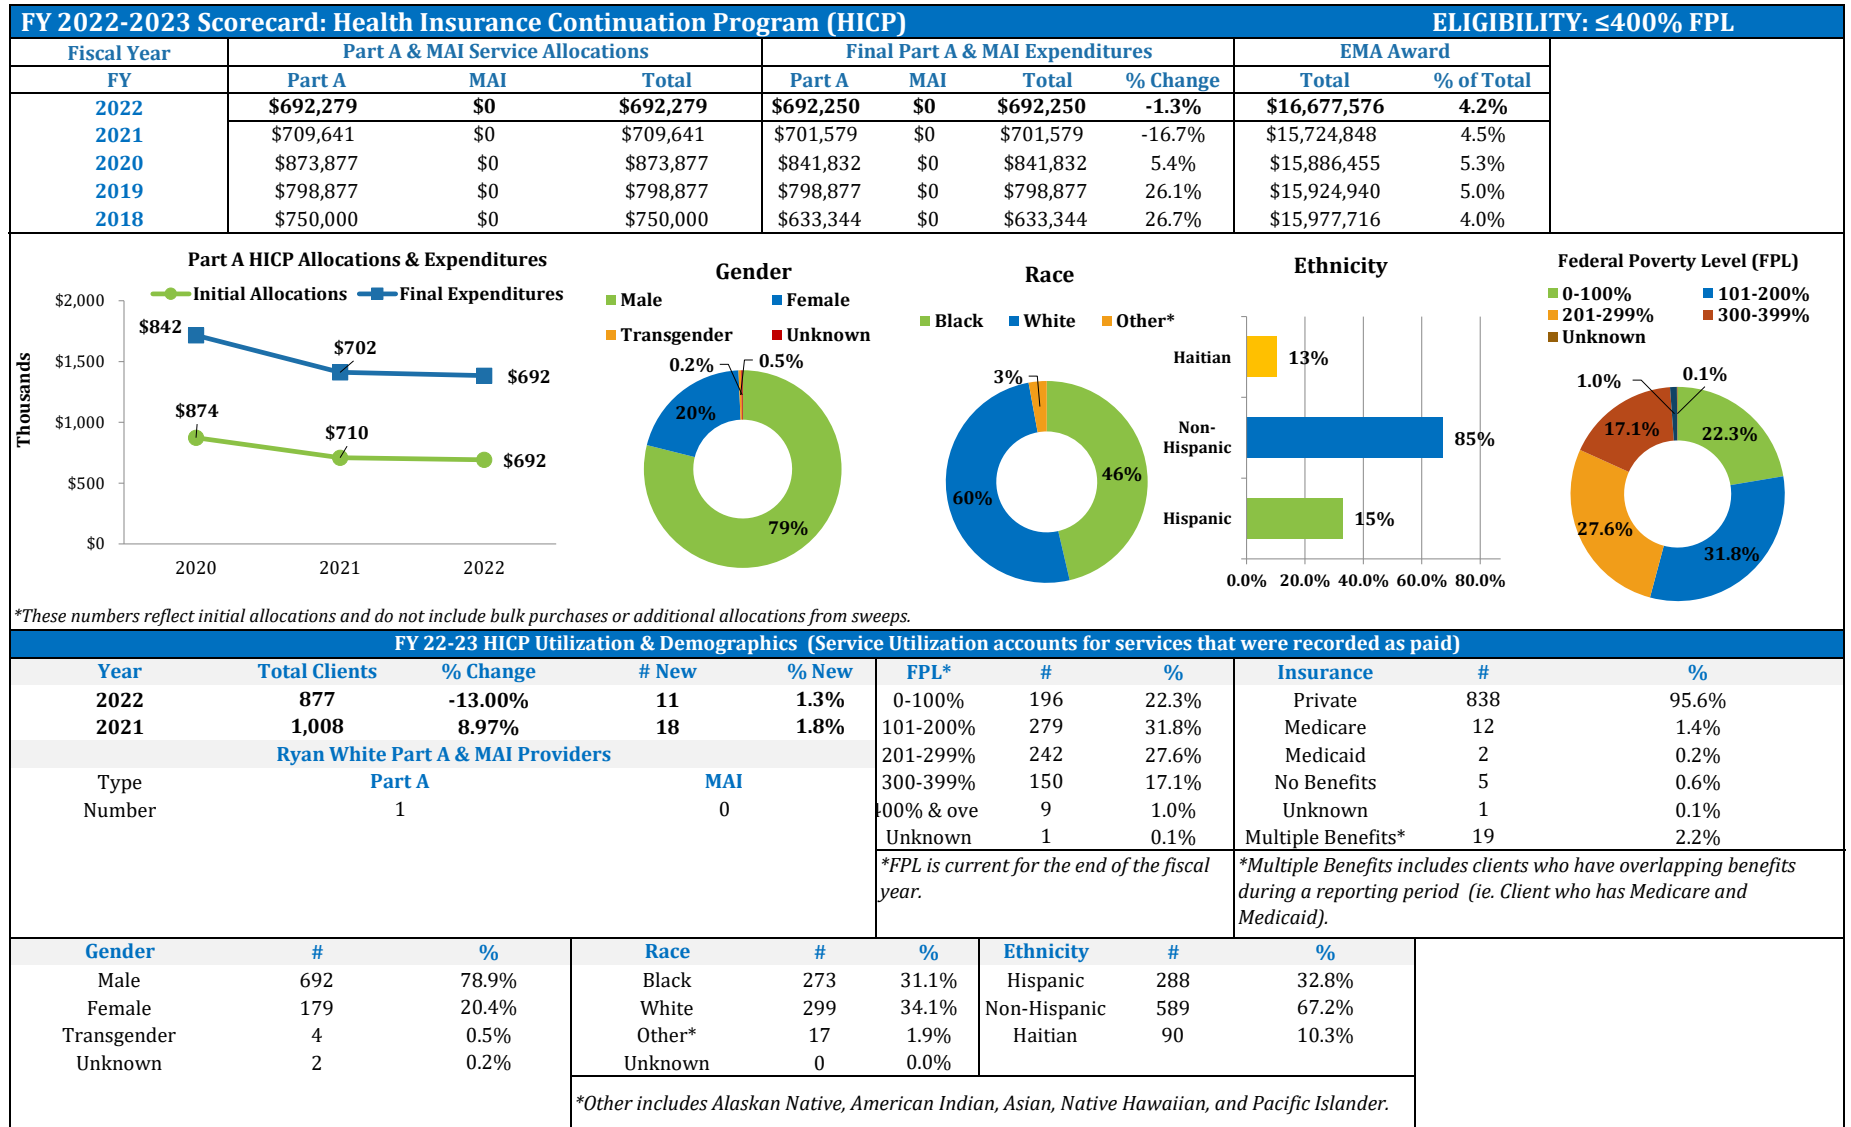 FY 2022-2023 Scorecard: Health Insurance Continuation Program (HICP) ELIGIBILITY: ≤400% FPL
Fiscal Year Part A & MAI Service Allocations Final Part A & MAI Expenditures EMA Award
FY Part A MAI Total Part A MAI Total % Change Total % of Total
2022 $692,279 $0 $692,279 $692,250 $0 $692,250 -1.3% $16,677,576 4.2%
2021 $709,641 $0 $709,641 $701,579 $0 $701,579 -16.7% $15,724,848 4.5%
2020 $873,877 $0 $873,877 $841,832 $0 $841,832 5.4% $15,886,455 5.3%
2019 $798,877 $0 $798,877 $798,877 $0 $798,877 26.1% $15,924,940 5.0%
2018 $750,000 $0 $750,000 $633,344 $0 $633,344 26.7% $15,977,716 4.0%
Part A HICP Allocations & Expenditures
Initial Allocations Final Expenditures
Thousands
$2,000
$1,500
$1,000
$500
$0
$842
$702
$692
$874
$710
$692
2020 2021 2022
Gender
Male Female
Transgender Unknown
0.2% 0.5%
20%
79%
Race
Black White Other*
3%
46%
60%
Ethnicity
Haitian 13%
Non-
Hispanic 85%
Hispanic 15%
0.0% 20.0% 40.0% 60.0% 80.0%
Federal Poverty Level (FPL)
0-100% 101-200%
201-299% 300-399%
Unknown
1.0% 0.1%
17.1% 22.3%
27.6% 31.8%
*These numbers reflect initial allocations and do not include bulk purchases or additional allocations from sweeps.
FY 22-23 HICP Utilization & Demographics (Service Utilization accounts for services that were recorded as paid)
Year Total Clients % Change # New % New
2022 877 -13.00% 11 1.3%
2021 1,008 8.97% 18 1.8%
Ryan White Part A & MAI Providers
Type Part A MAI
Number 1 0
FPL* # %
0-100% 196 22.3%
101-200% 279 31.8%
201-299% 242 27.6%
300-399% 150 17.1%
400% & ove 9 1.0%
Unknown 1 0.1%
*FPL is current for the end of the fiscal
year.
Insurance # %
Private 838 95.6%
Medicare 12 1.4%
Medicaid 2 0.2%
No Benefits 5 0.6%
Unknown 1 0.1%
Multiple Benefits* 19 2.2%
*Multiple Benefits includes clients who have overlapping benefits
during a reporting period (ie. Client who has Medicare and
Medicaid).
Gender # %
Male 692 78.9%
Female 179 20.4%
Transgender 4 0.5%
Unknown 2 0.2%
Race # %
Black 273 31.1%
White 299 34.1%
Other* 17 1.9%
Unknown 0 0.0%
*Other includes Alaskan Native, American Indian, Asian, Native Hawaiian, and Pacific Islander.
Ethnicity # %
Hispanic 288 32.8%
Non-Hispanic 589 67.2%
Haitian 90 10.3%